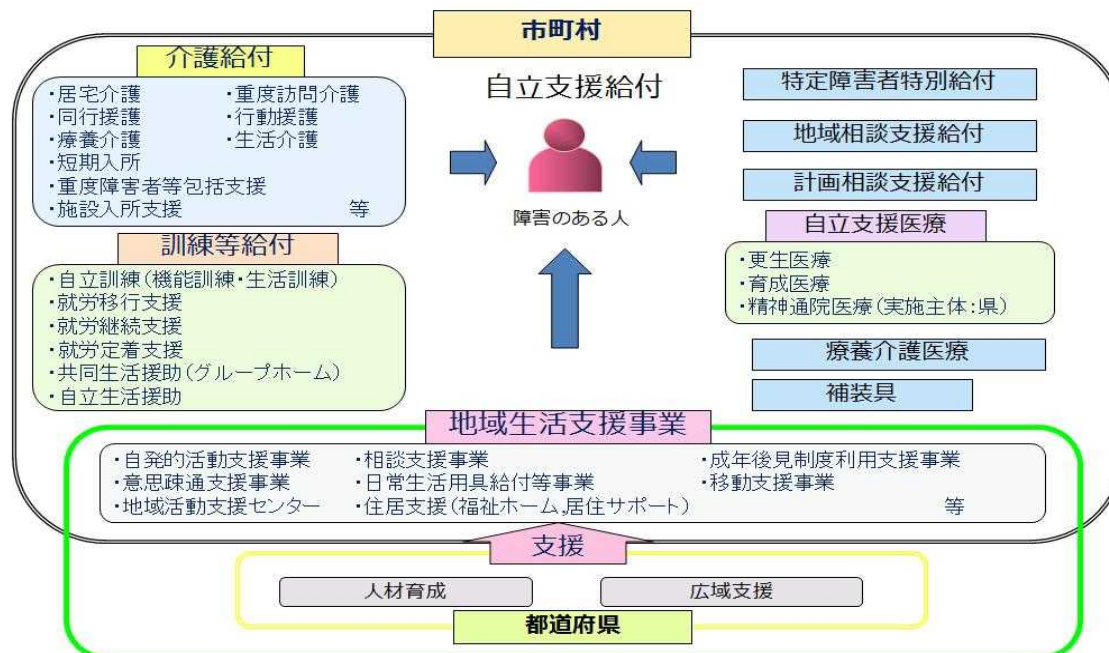 市町村
介護給付
・居宅介護 ・重度訪問介護
・同行援護 ・行動援護
・療養介護 ・生活介護
・短期入所
・重度障害者等包括支援
・施設入所支援 等
訓練等給付
・自立訓練(機能訓練・生活訓練)
・就労移行支援
・就労継続支援
・就労定着支援
・共同生活援助(グループホーム)
・自立生活援助
自立支援給付
障害のある人
特定障害者特別給付
地域相談支援給付
計画相談支援給付
自立支援医療
・更生医療
・育成医療
・精神通院医療(実施主体:県)
療養介護医療
補装具
地域生活支援事業
・自発的活動支援事業 ・相談支援事業 ・成年後見制度利用支援事業
・意思疎通支援事業 ・日常生活用具給付等事業 ・移動支援事業
・地域活動支援センター ・住居支援(福祉ホーム,居住サポート) 等
支援
人材育成 広域支援
都道府県